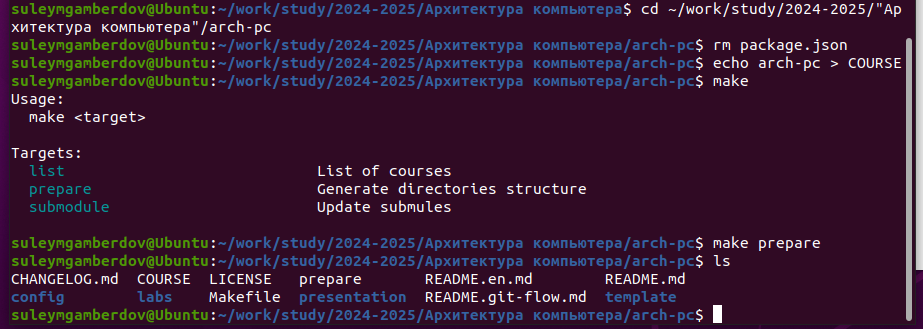 suleymgamberdov@Ubuntu:~/work/study/2024-2025/Архитектура компьютера$ cd ~/work/study/2024-2025/"Ар
хитектура компьютера"/arch-pc
suleymgamberdov@Ubuntu:~/work/study/2024-2025/Архитектура компьютера/arch-pc$ rm package.json
suleymgamberdov@Ubuntu:~/work/study/2024-2025/Архитектура компьютера/arch-pc$ echo arch-pc > COURSE
suleymgamberdov@Ubuntu:~/work/study/2024-2025/Архитектура компьютера/arch-pc$ make
Usage:
  make <target>

Targets:
  list                            List of courses
  prepare                         Generate directories structure
  submodule                       Update submules

suleymgamberdov@Ubuntu:~/work/study/2024-2025/Архитектура компьютера/arch-pc$ make prepare
suleymgamberdov@Ubuntu:~/work/study/2024-2025/Архитектура компьютера/arch-pc$ ls
CHANGELOG.md  COURSE  LICENSE   prepare       README.en.md        README.md
config        labs    Makefile  presentation  README.git-flow.md  template
suleymgamberdov@Ubuntu:~/work/study/2024-2025/Архитектура компьютера/arch-pc$